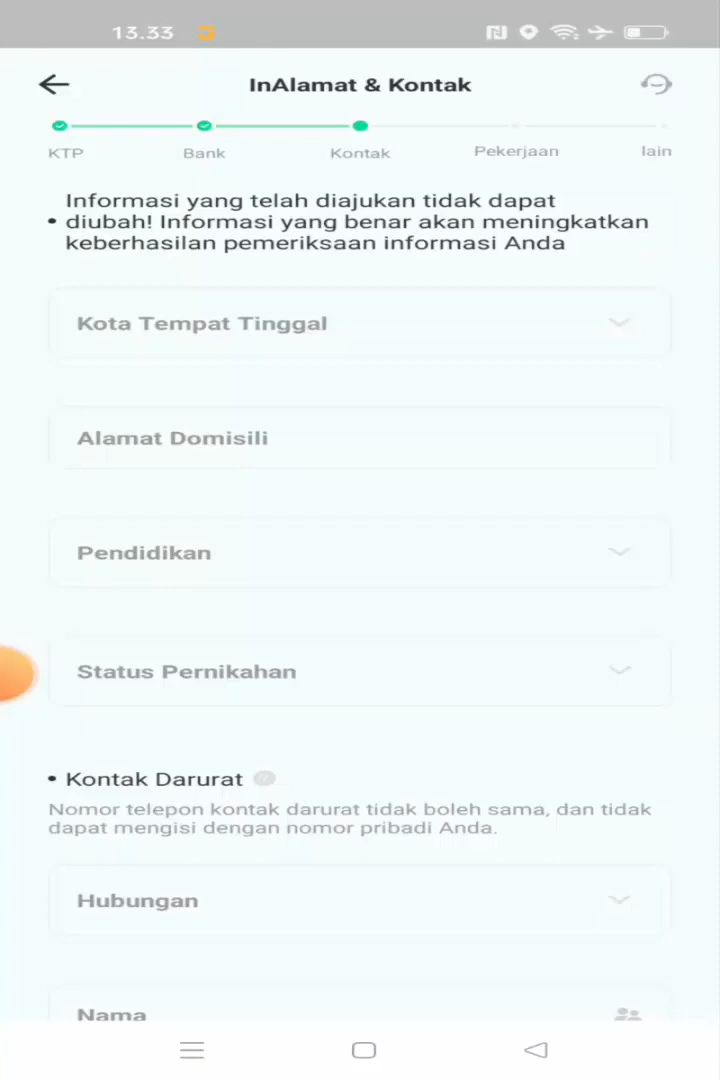 13.33
InAlamat & Kontak
KTP
Bank
Kontak
Pekerjaan
lain
Informasi yang telah diajukan tidak dapat
• diubah! Informasi yang benar akan meningkatkan
keberhasilan pemeriksaan informasi Anda
Kota Tempat Tinggal
Alamat Domisili
Pendidikan
Status Pernikahan
• Kontak Darurat
Nomor telepon kontak darurat tidak boleh sama, dan tidak
dapat mengisi dengan nomor pribadi Anda.
Hubungan
Nama